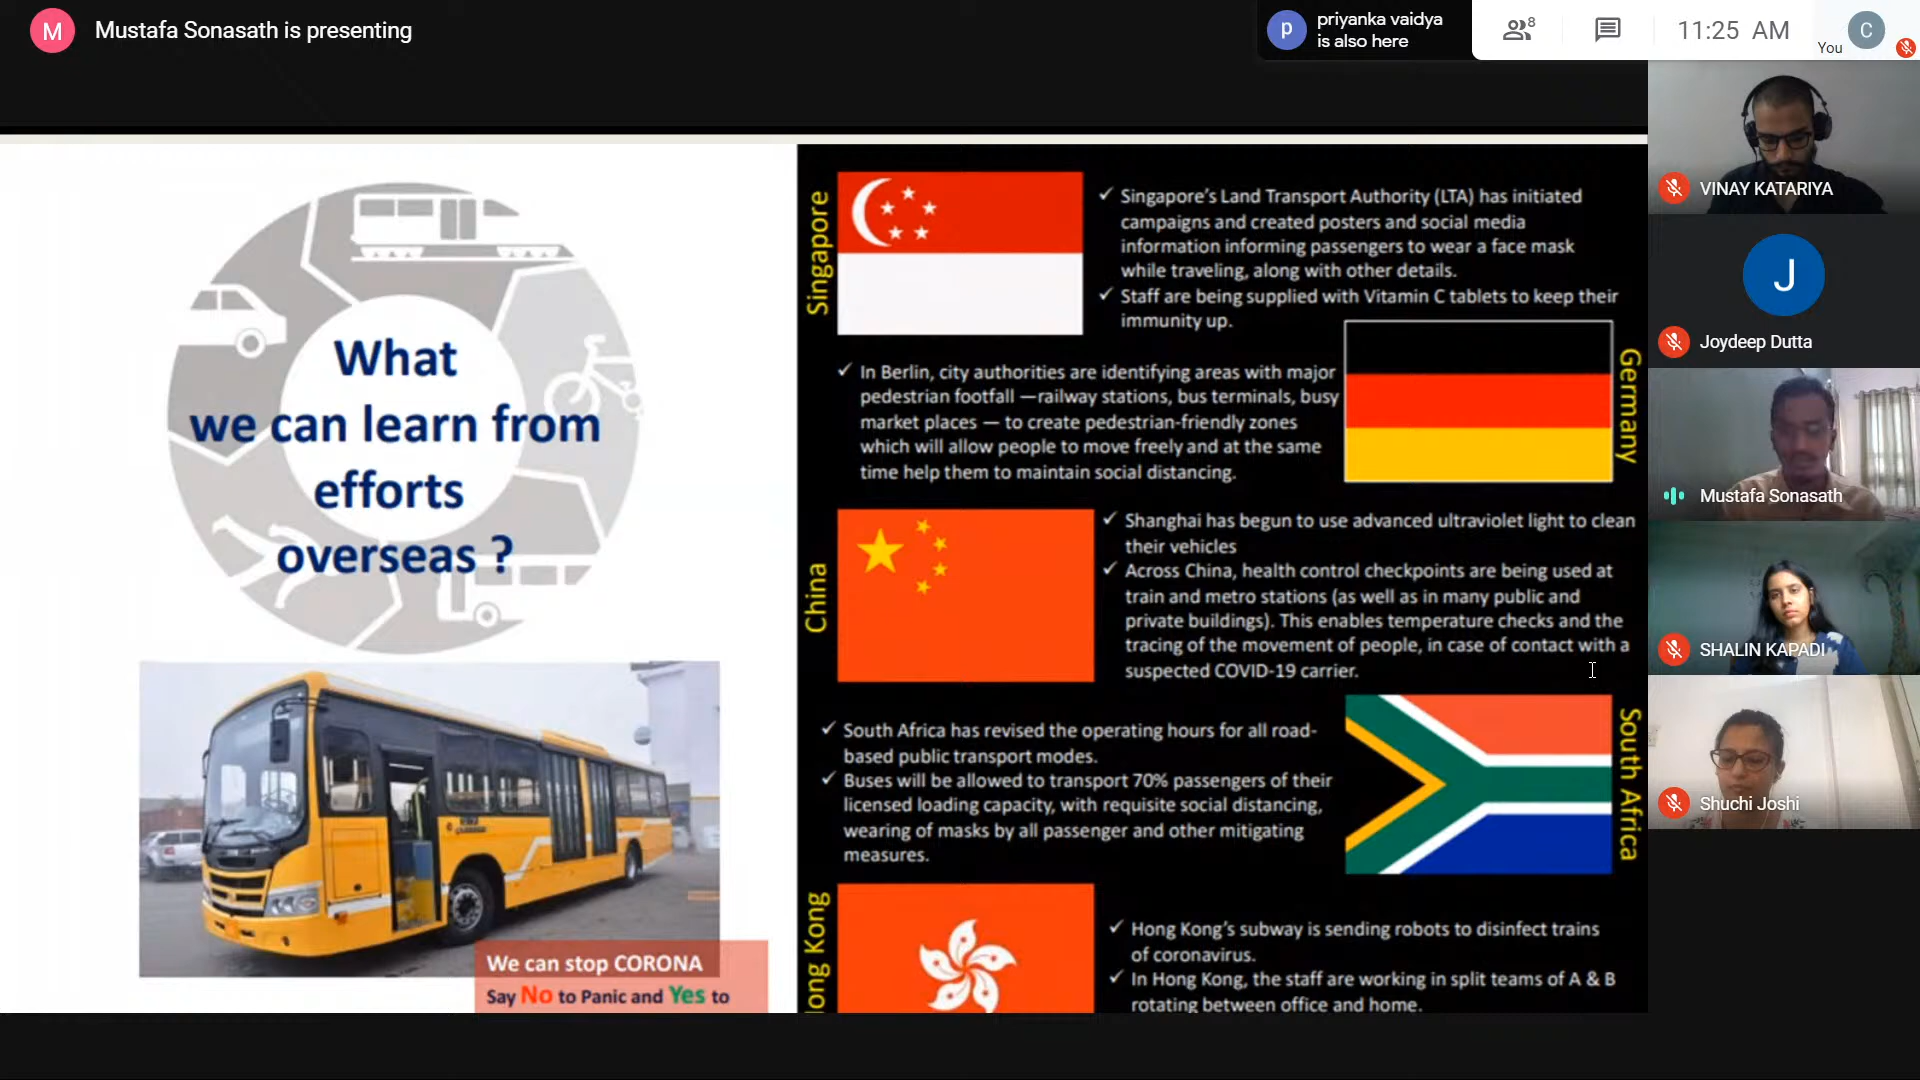 M
Mustafa Sonasath is presenting
p
priyanka vaidya
is also here
8
11:25 AM
You
C
What
we can learn from
efforts
overseas ?
We can stop CORONA
Say No to Panic and Yes to
Singapore
✓ Singapore's Land Transport Authority (LTA) has initiated
campaigns and created posters and social media
information informing passengers to wear a face mask
while traveling, along with other details.
✓ Staff are being supplied with Vitamin C tablets to keep their
immunity up.
✓ In Berlin, city authorities are identifying areas with major
pedestrian footfall —railway stations, bus terminals, busy
market places — to create pedestrian-friendly zones
which will allow people to move freely and at the same
time help them to maintain social distancing.
Germany
China
✓ Shanghai has begun to use advanced ultraviolet light to clean
their vehicles
✓ Across China, health control checkpoints are being used at
train and metro stations (as well as in many public and
private buildings). This enables temperature checks and the
tracing of the movement of people, in case of contact with a
suspected COVID-19 carrier.
✓ South Africa has revised the operating hours for all road-
based public transport modes.
✓ Buses will be allowed to transport 70% passengers of their
licensed loading capacity, with requisite social distancing,
wearing of masks by all passenger and other mitigating
measures.
South Africa
Hong Kong
✓ Hong Kong's subway is sending robots to disinfect trains
of coronavirus.
✓ In Hong Kong, the staff are working in split teams of A & B
rotating between office and home.
VINAY KATARIYA
J
Joydeep Dutta
Mustafa Sonasath
SHALIN KAPADI
Shuchi Joshi